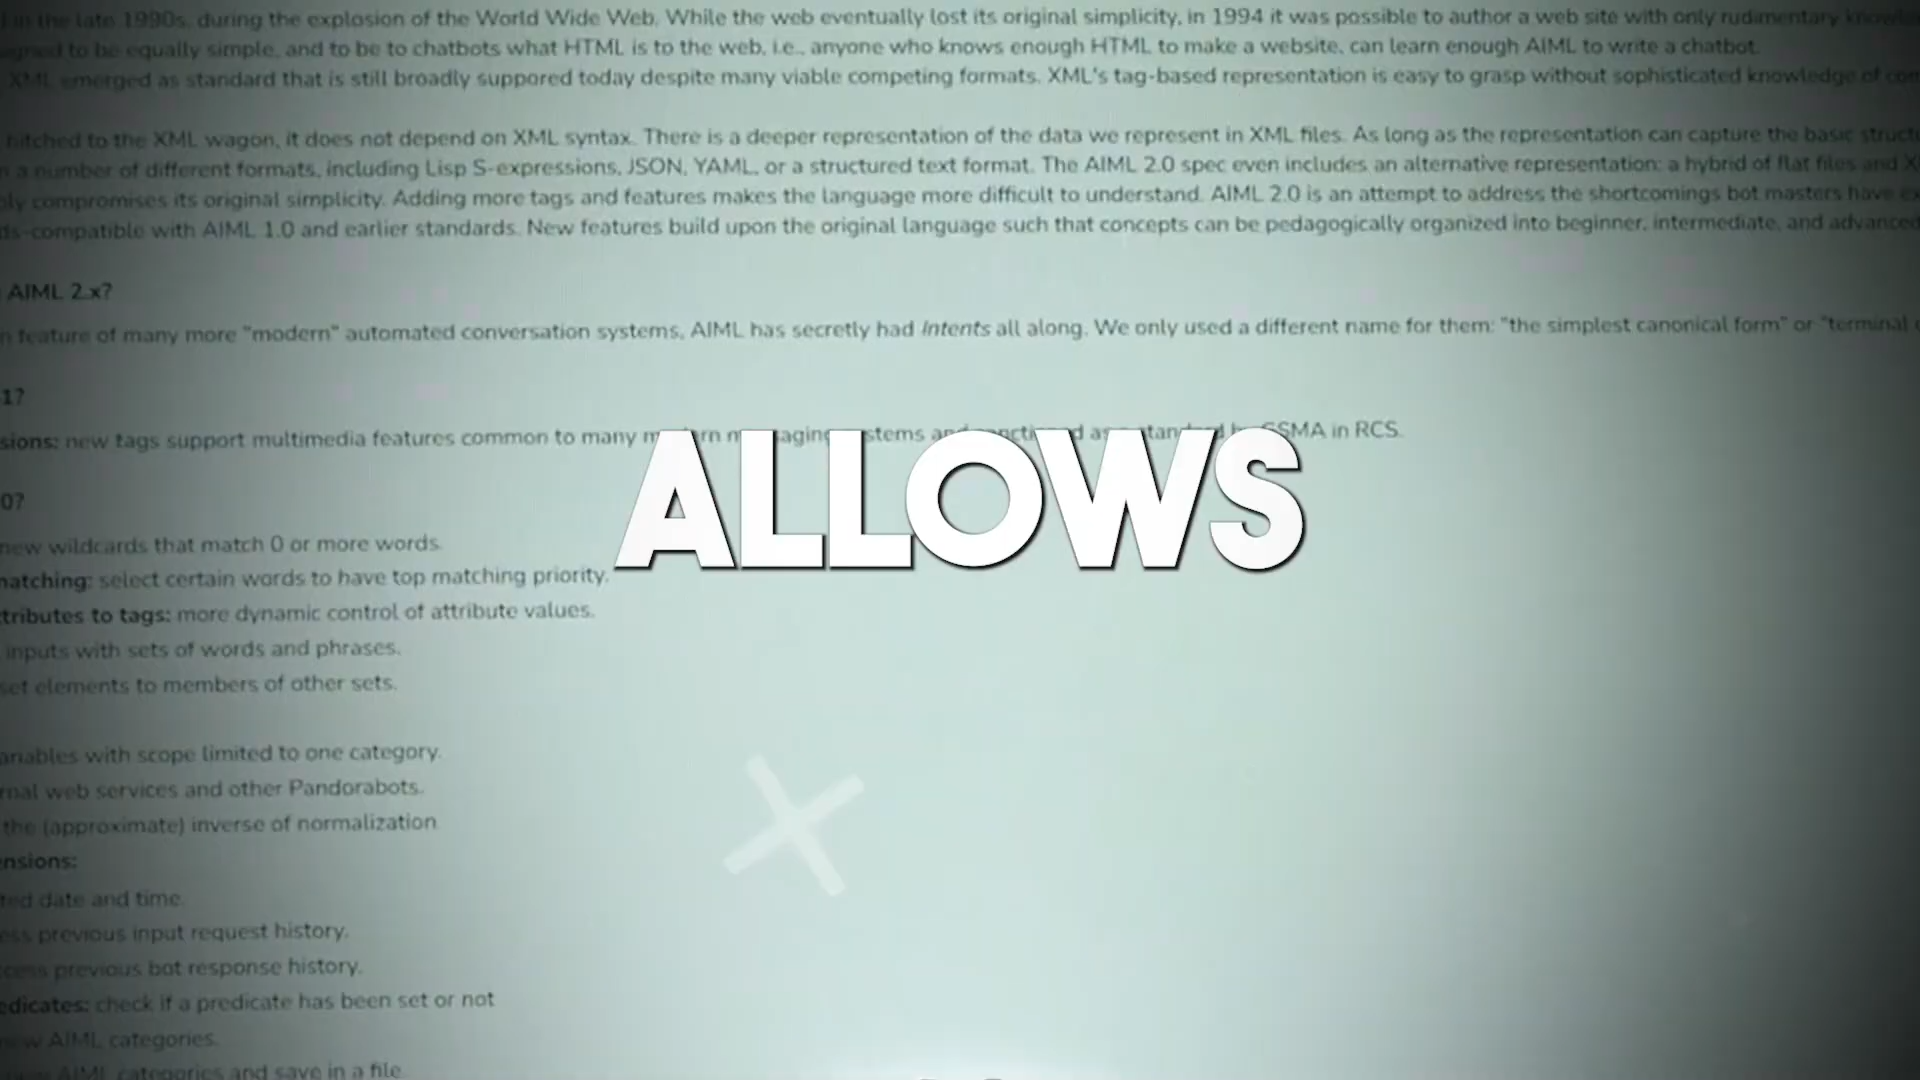 in the late 1990s, during the explosion of the World Wide Web. While the web eventually lost its original simplicity, in 1994 it was possible to author a web site with only rudimentary
to be equally simple, and to be to chatbots what HTML is to the web, i.e., anyone who knows enough HTML to make a website, can learn enough AIML to write a chatbot.
XML emerged as standard that is still broadly suppored today despite many viable competing formats. XML's tag-based representation is easy to grasp without sophisticated knowledge of
hitched to the XML wagon, it does not depend on XML syntax. There is a deeper representation of the data we represent in XML files. As long as the representation can capture the basic
a number of different formats, including Lisp S-expressions, JSON, YAML, or a structured text format. The AIML 2.0 spec even includes an alternative representation: a hybrid of flat files and
compromises its original simplicity. Adding more tags and features makes the language more difficult to understand. AIML 2.0 is an attempt to address the shortcomings bot masters have
-compatible with AIML 1.0 and earlier standards. New features build upon the original language such that concepts can be pedagogically organized into beginner, intermediate, and advanced
AIML 2.x?
feature of many more "modern" automated conversation systems, AIML has secretly had Intents all along. We only used a different name for them: "the simplest canonical form" or "terminal
1?
sions: new tags support multimedia features common to many as GSMA in RCS.
ALLOWS
0?
new wildcards that match 0 or more words.
matching: select certain words to have top matching priority.
tributes to tags: more dynamic control of attribute values.
inputs with sets of words and phrases.
set elements to members of other sets.
ariables with scope limited to one category.
rnal web services and other Pandorabots.
the (approximate) inverse of normalization.
ensions:
ted date and time.
ess previous input request history.
cess previous bot response history.
edicates: check if a predicate has been set or not
new AIML categories.
AIML categories and save in a file